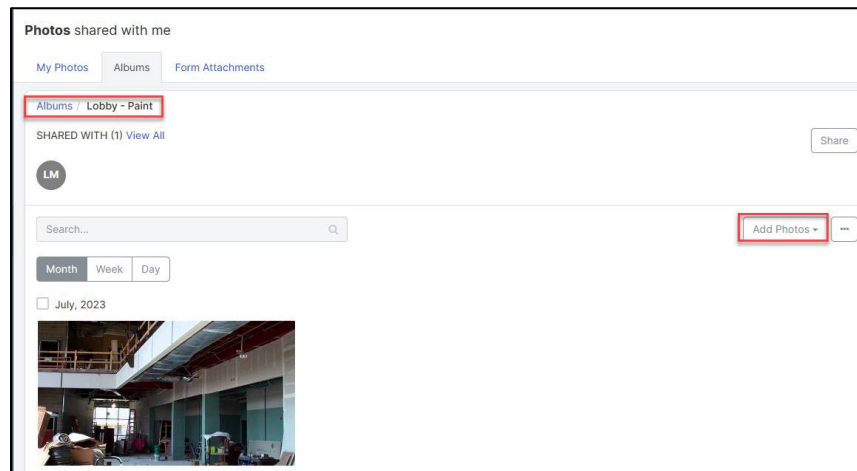 Photos shared with me
My Photos Albums Form Attachments
Albums / Lobby - Paint
SHARED WITH (1) View All
Share
LM
Search...
Add Photos
Month Week Day
July, 2023